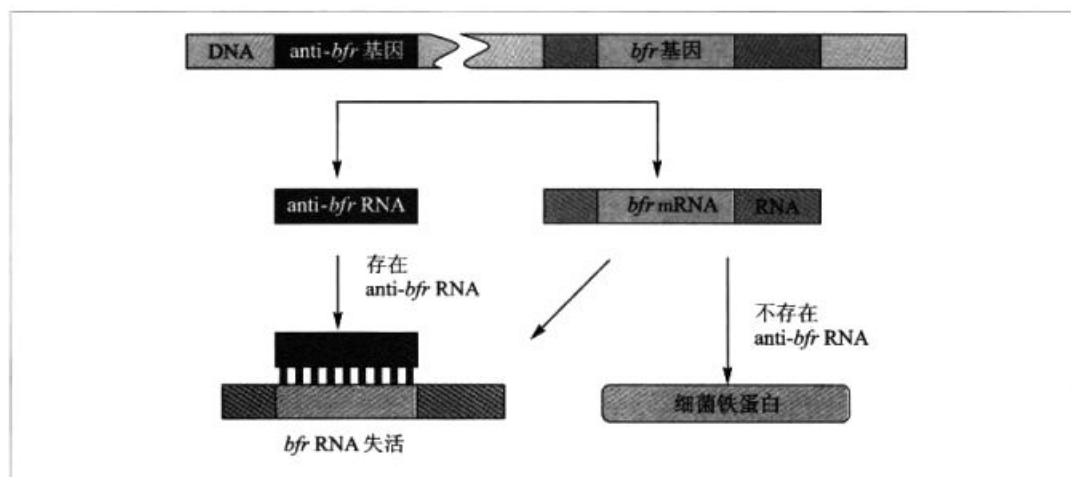 DNA anti-bfr 基因 bfr 基因
anti-bfr RNA bfr mRNA RNA
存在
anti-bfr RNA
不存在
anti-bfr RNA
细菌铁蛋白
bfr RNA 失活